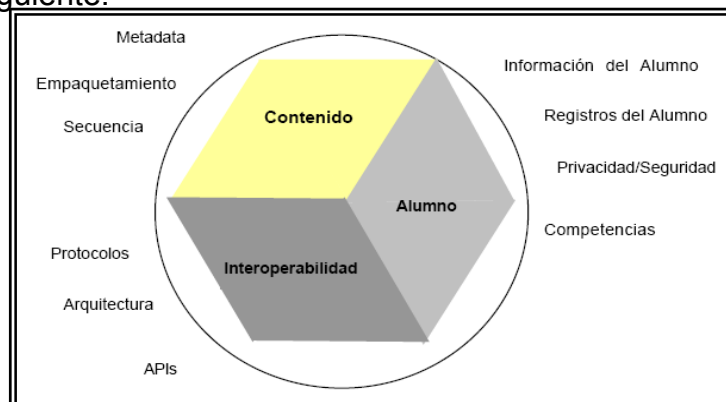 Metadata
Empaquetamiento
Secuencia
Contenido
Información del Alumno
Registros del Alumno
Privacidad/Seguridad
Alumno
Competencias
Protocolos
Interoperabilidad
Arquitectura
APIs